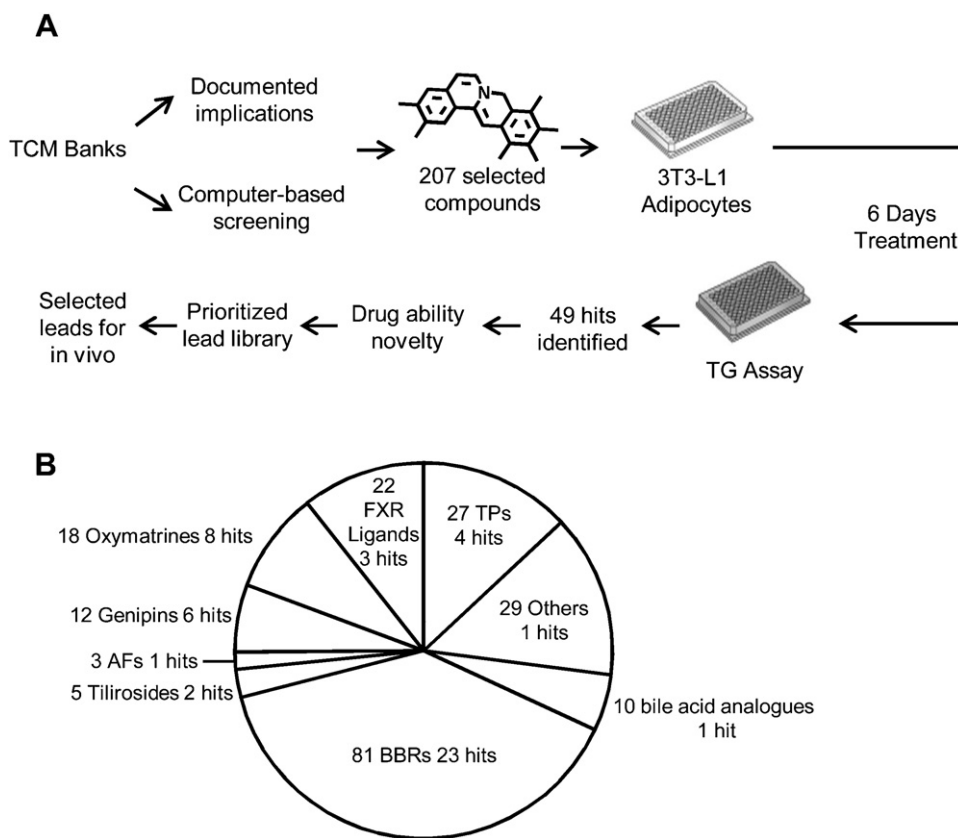 A
TCM Banks
Documented
implications
Computer-based
screening
N
207 selected
compounds
3T3-L1
Adipocytes
6 Days
Treatment
TG Assay
49 hits
identified
Drug ability
novelty
Prioritized
lead library
Selected
leads for
in vivo
B
22
FXR
Ligands
3 hits
27 TPs
4 hits
29 Others
1 hits
10 bile acid analogues
1 hit
81 BBRs 23 hits
5 Tilirosides 2 hits
3 AFs 1 hits
12 Genipins 6 hits
18 Oxymatrines 8 hits